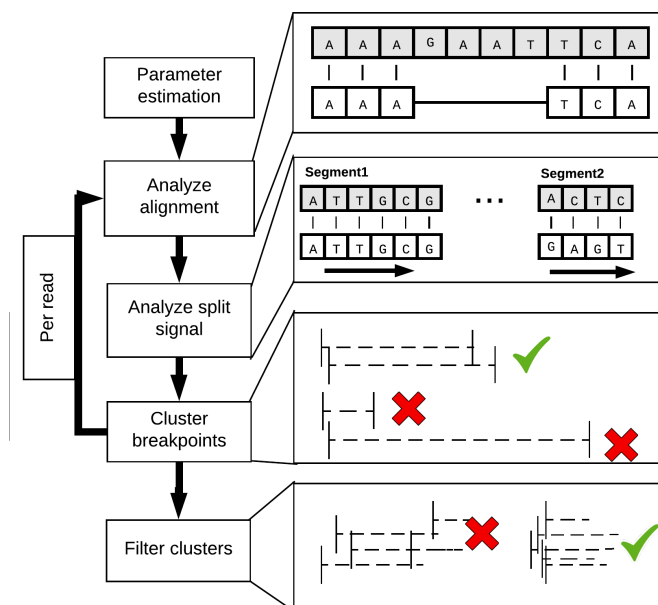 Parameter
estimation
Analyze
alignment
Per read
Analyze split
signal
Cluster
breakpoints
Filter clusters
A A A G A A T T C A
A A A T C A
Segment1 Segment2
A T T G C G ... A C T C
A T T G C G G A G T